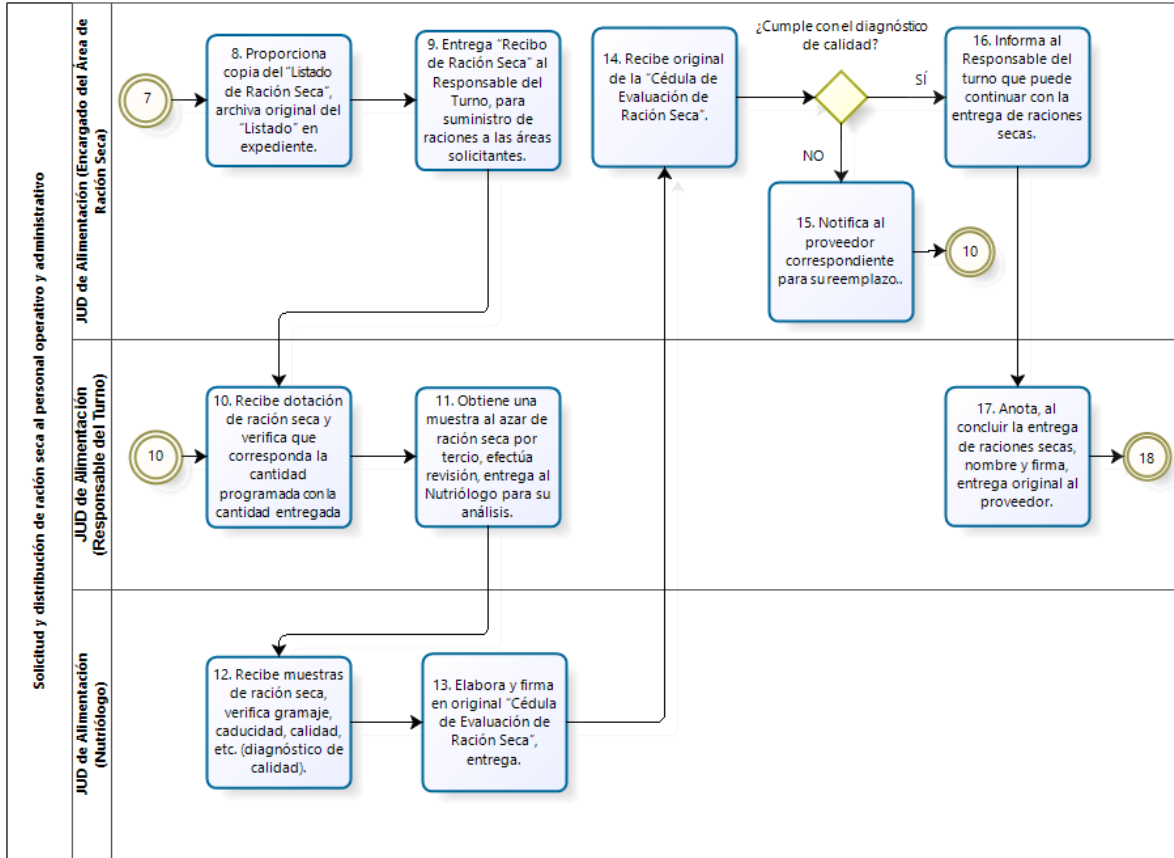 Solicitud y distribución de ración seca al personal operativo y administrativo
JUD de Alimentación (Encargado del Área de
Ración Seca)
7
8. Proporciona
copia del "Listado
de Ración Seca",
archiva original del
"Listado" en
expediente.
9. Entrega "Recibo
de Ración Seca" al
Responsable del
Turno, para
suministro de
raciones a las áreas
solicitantes.
14. Recibe original
de la "Cédula de
Evaluación de
Ración Seca".
¿Cumple con el diagnóstico
de calidad?
SÍ
NO
16. Informa al
Responsable del
turno que puede
continuar con la
entrega de raciones
secas.
15. Notifica al
proveedor
correspondiente
para su reemplazo..
10
JUD de Alimentación
(Responsable del Turno)
10
10. Recibe dotación
de ración seca y
verifica que
corresponda la
cantidad
programada con la
cantidad entregada
11. Obtiene una
muestra al azar de
ración seca por
tercio, efectúa
revisión, entrega al
Nutriólogo para su
análisis.
17. Anota, al
concluir la entrega
de raciones secas,
nombre y firma,
entrega original al
proveedor.
18
JUD de Alimentación
(Nutriólogo)
12. Recibe muestras
de ración seca,
verifica gramaje,
caducidad, calidad,
etc. (diagnóstico de
calidad).
13. Elabora y firma
en original "Cédula
de Evaluación de
Ración Seca",
entrega.